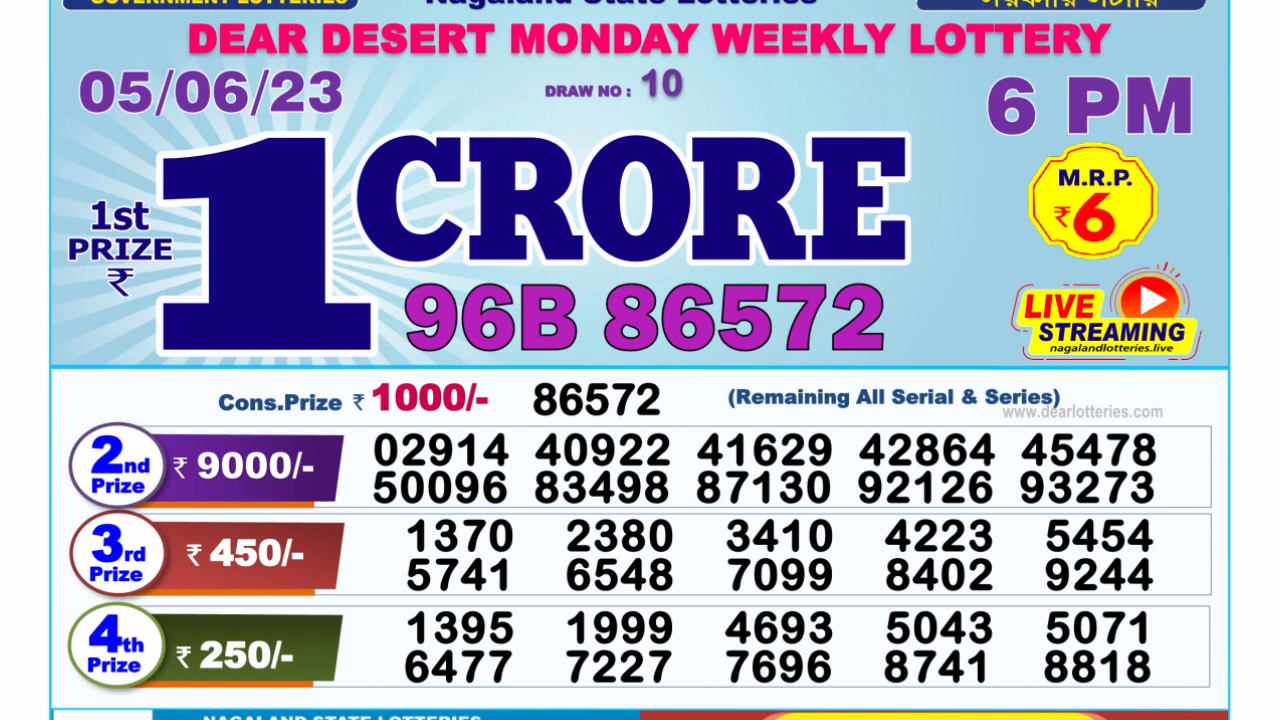 GOVERNMENT LOTTERIES
Nagaland State Lotteries
DEAR DESERT MONDAY WEEKLY LOTTERY
05/06/23
DRAW NO : 10
6 PM
1st
PRIZE
₹
1 CRORE
96B 86572
M.R.P.
₹6
LIVE
STREAMING
nagalandlotteries.live
Cons.Prize ₹ 1000/- 86572 (Remaining All Serial & Series)
www.dearlotteries.com
2nd Prize ₹ 9000/-
02914 40922 41629 42864 45478
50096 83498 87130 92126 93273
3rd Prize ₹ 450/-
1370 2380 3410 4223 5454
5741 6548 7099 8402 9244
4th Prize ₹ 250/-
1395 1999 4693 5043 5071
6477 7227 7696 8741 8818
NAGALAND STATE LOTTERIES